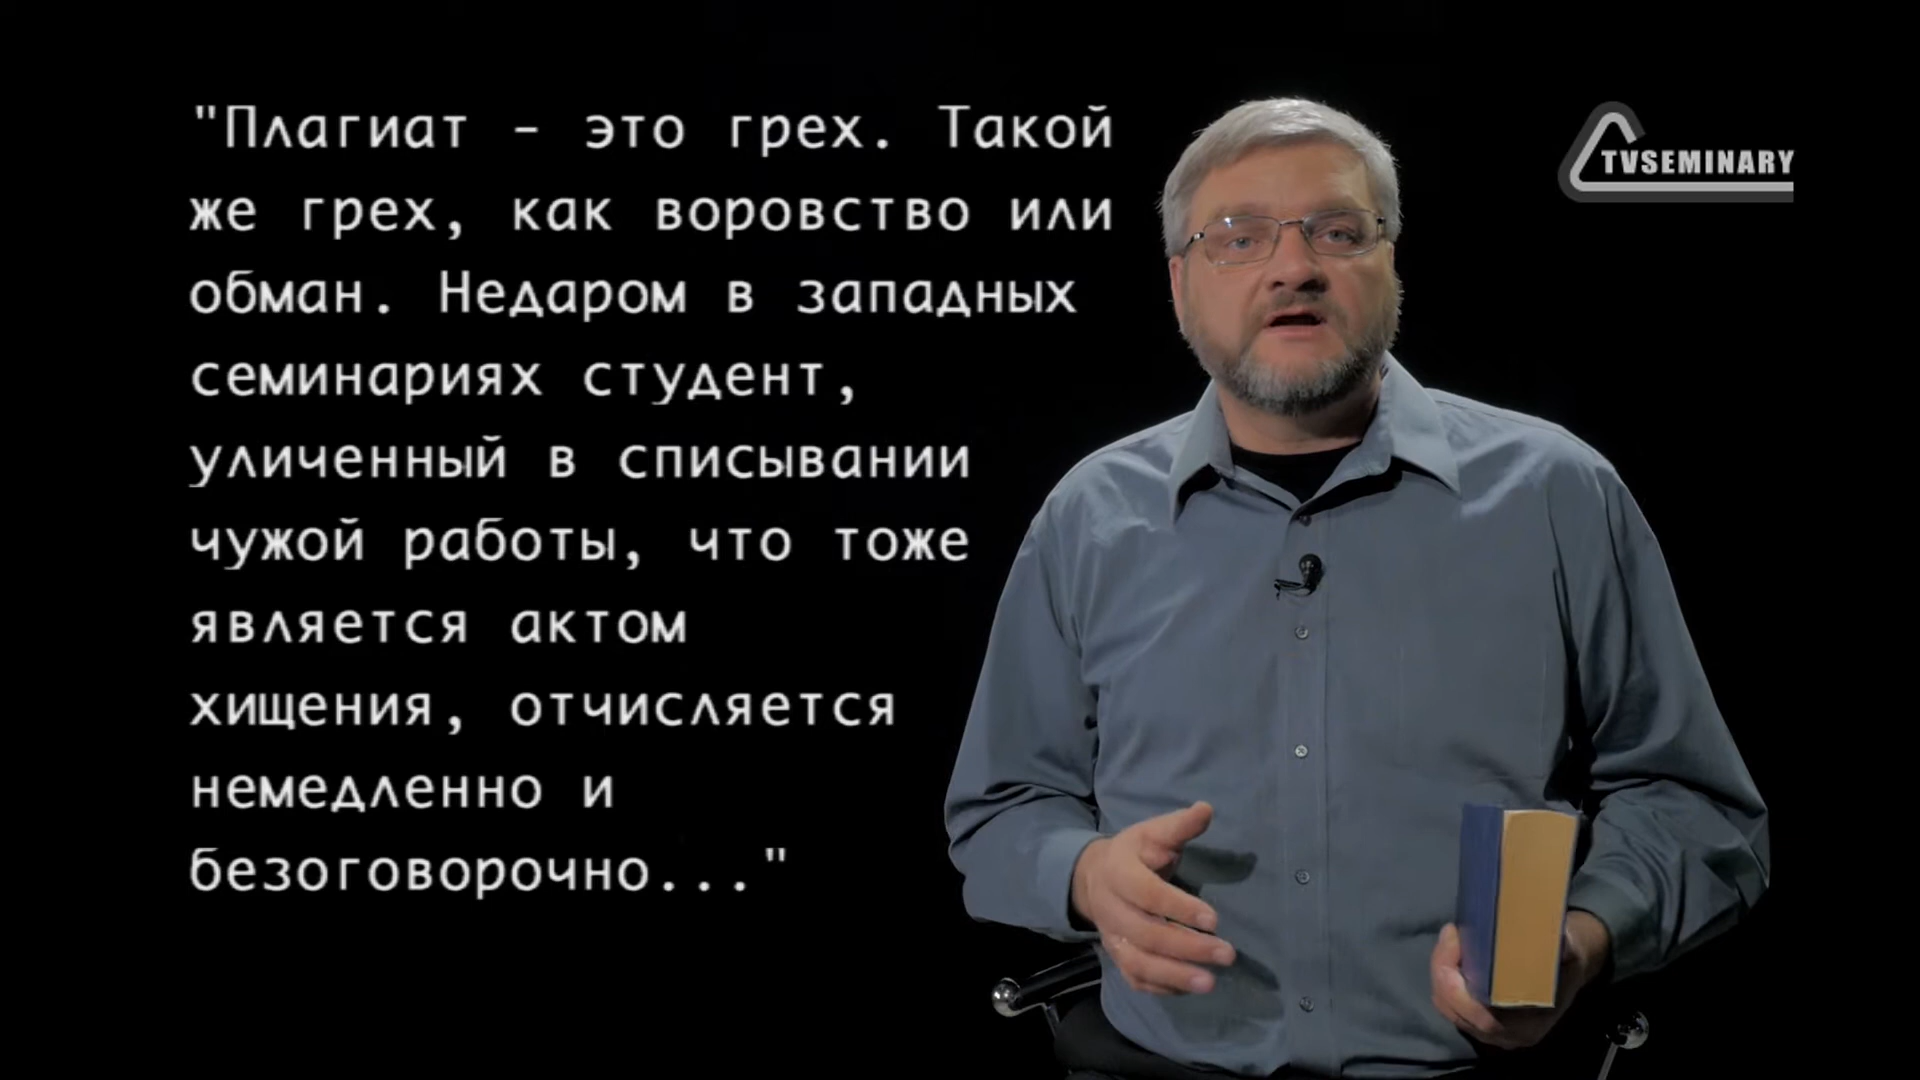 "Плагиат - это грех. Такой
же грех, как воровство или
обман. Недаром в западных
семинариях студент,
уличенный в списывании
чужой работы, что тоже
является актом
хищения, отчисляется
немедленно и
безоговорочно..."
TVSEMINARY